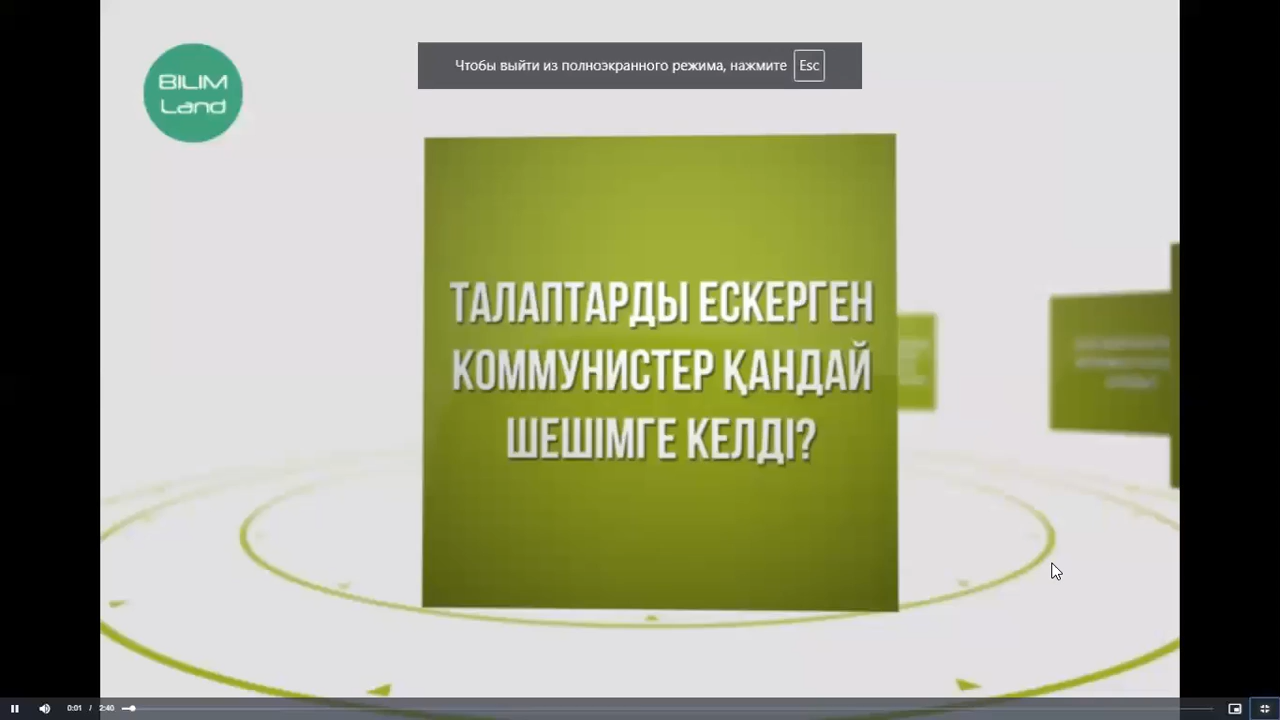 BILIM
Land
Чтобы выйти из полноэкранного режима, нажмите Esc
ТАЛАПТАРДЫ ЕСКЕРГЕН
КОММУНИСТЕР ҚАНДАЙ
ШЕШІМГЕ КЕЛДІ?
0:01 / 2:40